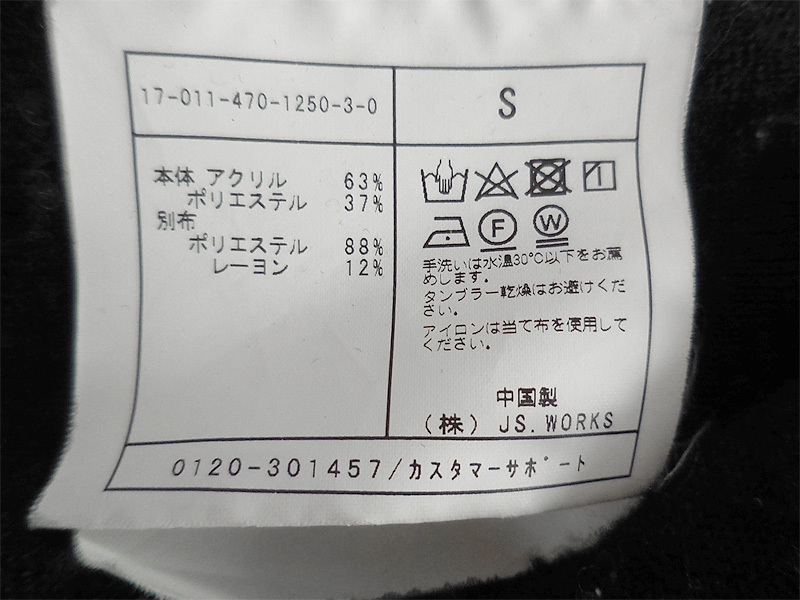 17-011-470-1250-3-0
S
本体 アクリル 63%
ポリエステル 37%
別布
ポリエステル 88%
レーヨン 12%
F
W
手洗いは水温30℃以下をお薦
めします。
タンブラー乾燥はお避けくだ
さい。
アイロンは当て布を使用して
ください。
中国製
(株) JS.WORKS
0120-301457/カスタマーサポート